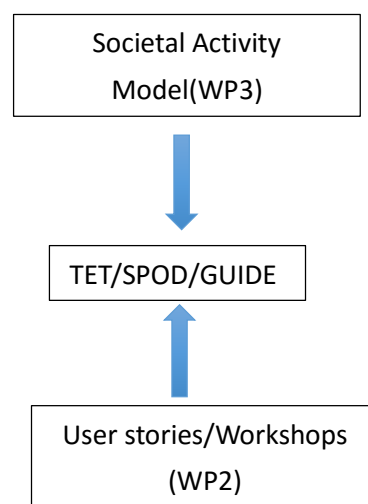 Societal Activity
Model(WP3)
TET/SPOD/GUIDE
User stories/Workshops
(WP2)